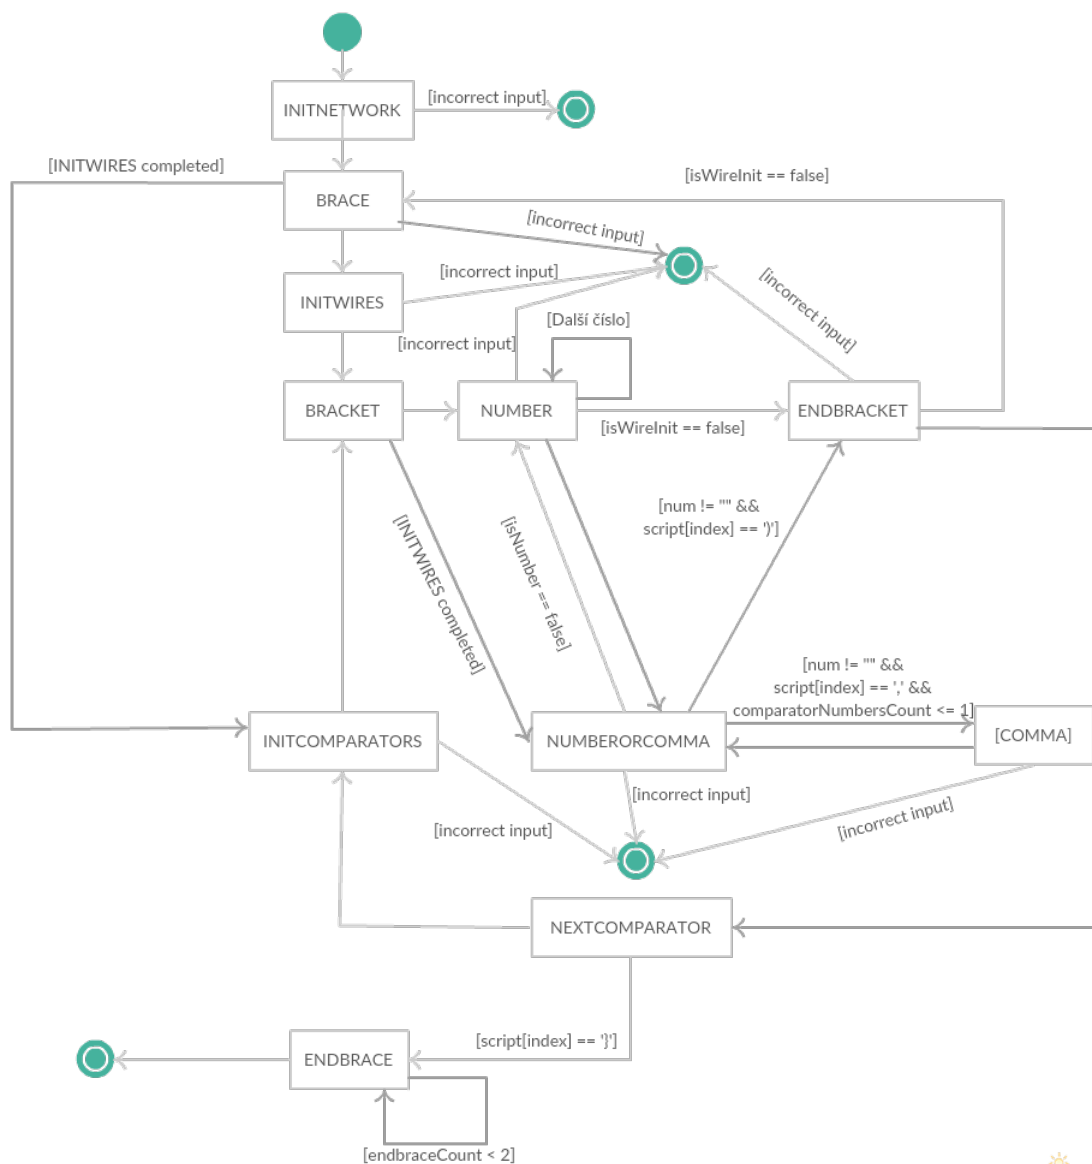 [incorrect input]
INITNETWORK
[INITWIRES completed]
[isWireInit == false]
BRACE
[incorrect input]
[incorrect input]
[incorrect input]
INITWIRES
[Další číslo]
[incorrect input]
BRACKET
NUMBER
ENDBRACKET
[isWireInit == false]
[num != "" &&
script[index] == ')']
[INITWIRES completed]
[isNumber == false]
[num != "" &&
script[index] == ',' &&
comparatorNumbersCount <= 1]
INITCOMPARATORS
NUMBERORCOMMA
[COMMA]
[incorrect input]
[incorrect input]
[incorrect input]
NEXTCOMPARATOR
[script[index] == '}']
ENDBRACE
[endbraceCount < 2]